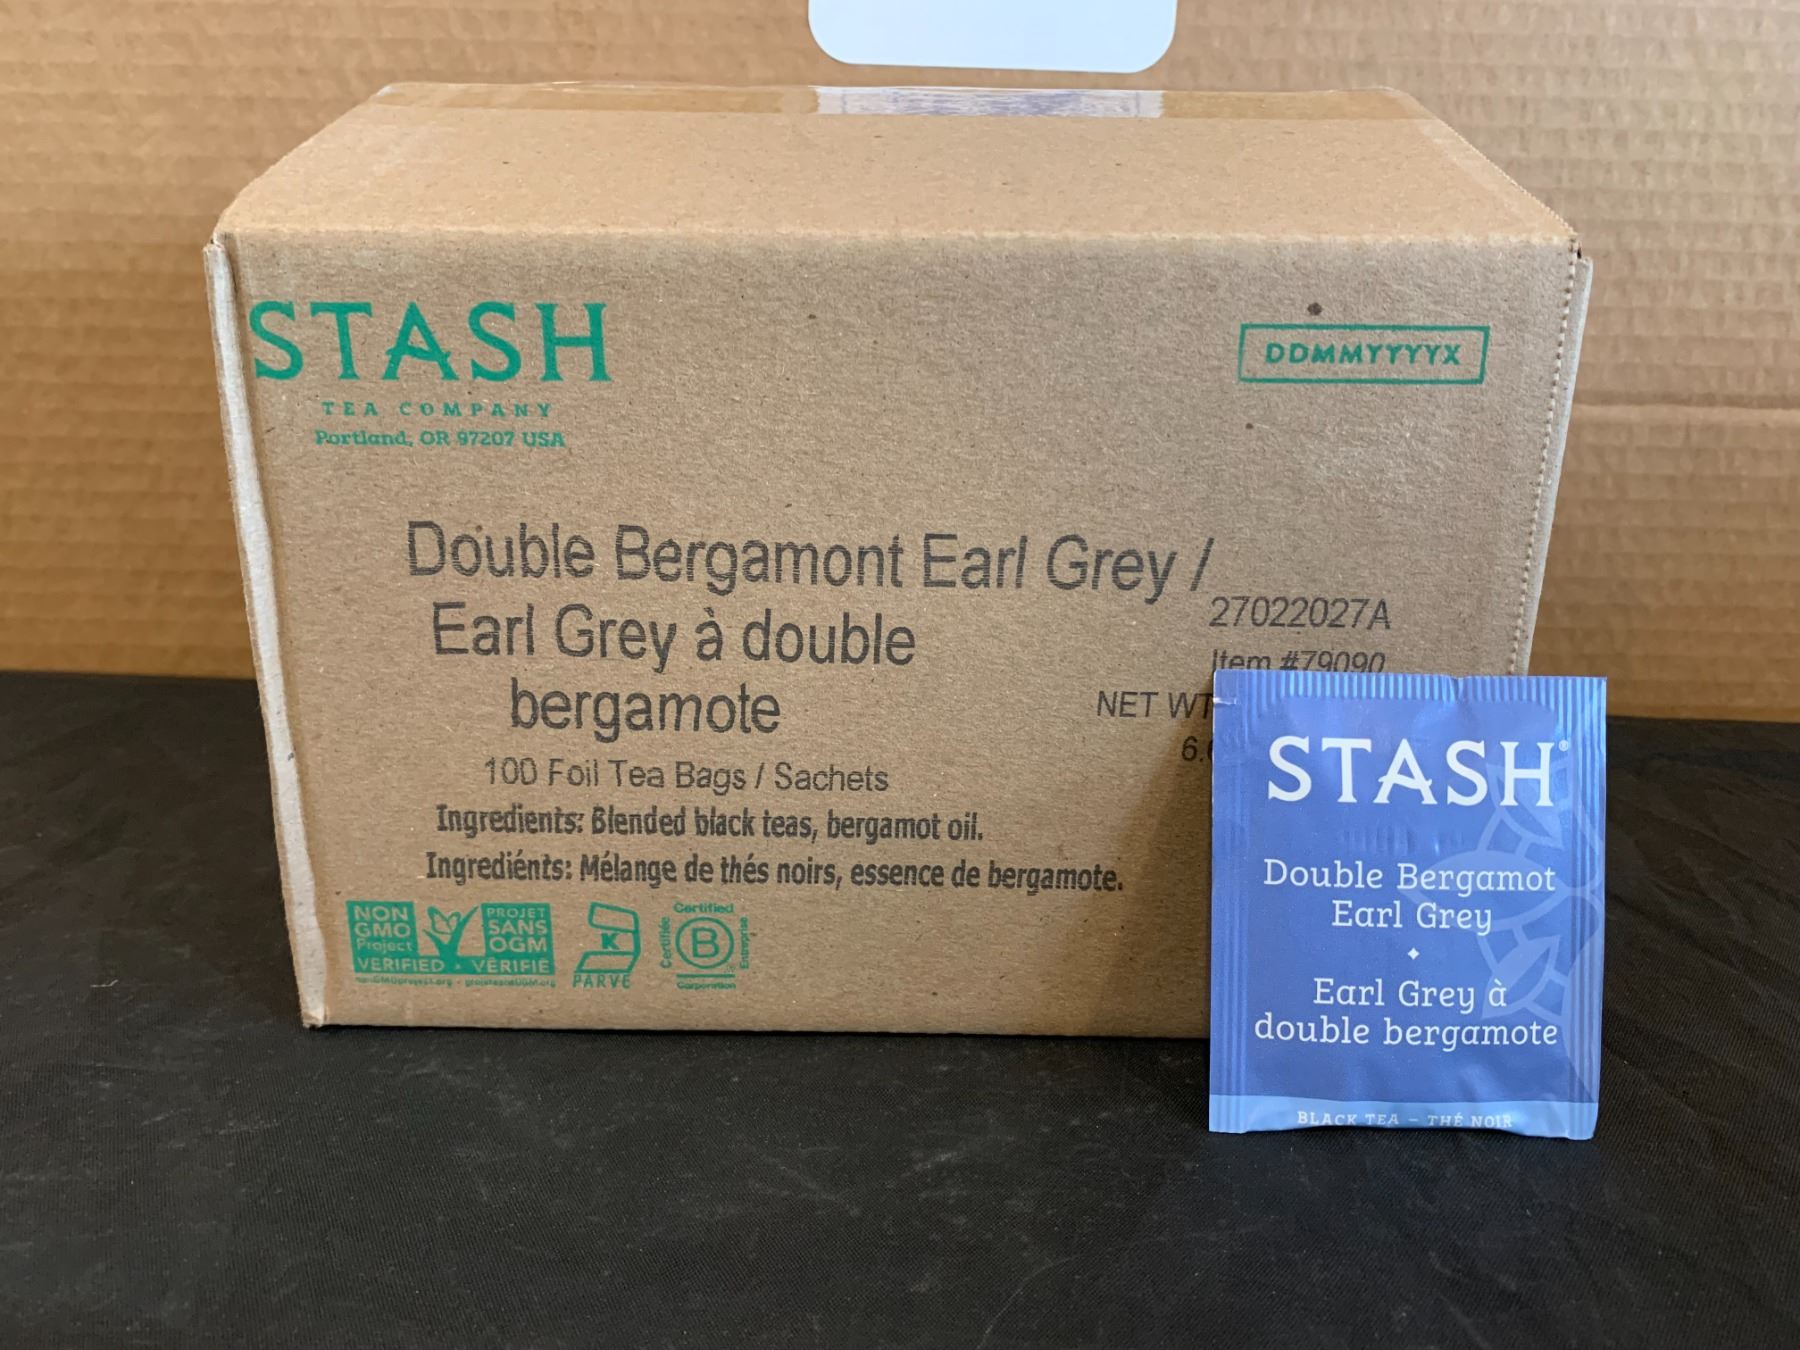 STASH
TEA COMPANY
Portland, OR 97207 USA
DDMMYYYYX
Double Bergamont Earl Grey /
Earl Grey à double
bergamote
27022027A
Item #79090
NET WT
100 Foil Tea Bags / Sachets
Ingredients: Blended black teas, bergamot oil.
Ingrediénts: Mélange de thés noirs, essence de bergamote.
NON
GMO
Project
VERIFIED
PROJET
SANS
OGM
VÉRIFIÉ
K
PARVE
Certified
Certifiée
B
Entreprise
Corporation
STASH®
Double Bergamot
Earl Grey
Earl Grey à
double bergamote
BLACK TEA – THÉ NOIR